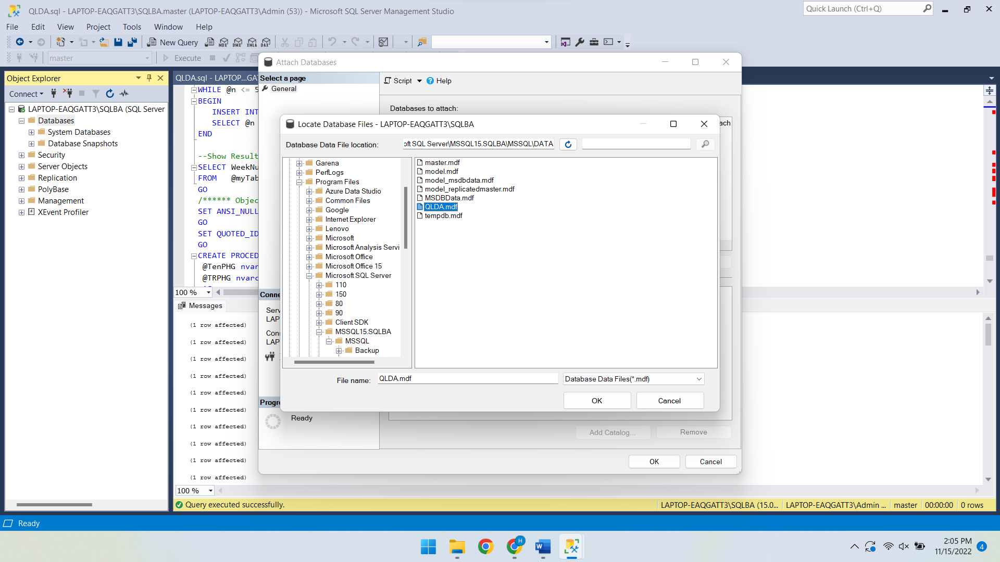 QLDA.sql - LAPTOP-EAQGATT3\SQLBA.master (LAPTOP-EAQGATT3\Admin (53)) - Microsoft SQL Server Management Studio
Quick Launch (Ctrl+Q)
File Edit View Project Tools Window Help
New Query MDX DMX XMLA DAX
master Execute
Object Explorer
Connect
LAPTOP-EAQGATT3\SQLBA (SQL Server
Databases
System Databases
Database Snapshots
Security
Server Objects
Replication
PolyBase
Management
XEvent Profiler
QLDA.sql - LAPTOP...GAT
WHILE @n <= 5
BEGIN
INSERT INT
SELECT @n
END
--Show Result
SELECT WeekNu
FROM @myTab
GO
/****** Objec
SET ANSI_NULL
GO
SET QUOTED_ID
GO
CREATE PROCED
@TenPHG nvar
@TRPHG nvarc
100 %
Messages
(1 row affected)
(1 row affected)
(1 row affected)
(1 row affected)
(1 row affected)
(1 row affected)
(1 row affected)
(1 row affected)
(1 row affected)
(1 row affected)
100 %
Query executed successfully.
LAPTOP-EAQGATT3\SQLBA (15.0... LAPTOP-EAQGATT3\Admin ... master 00:00:00 0 rows
Attach Databases
Select a page
General
Script Help
Databases to attach:
ach
Conne
Serv
LAP
Conn
LAP
Progre
Ready
Add Catalog... Remove
OK Cancel
Locate Database Files - LAPTOP-EAQGATT3\SQLBA
Database Data File location: oft SQL Server\MSSQL15.SQLBA\MSSQL\DATA
Garena
PerfLogs
Program Files
Azure Data Studio
Common Files
Google
Internet Explorer
Lenovo
Microsoft
Microsoft Analysis Servi
Microsoft Office
Microsoft Office 15
Microsoft SQL Server
110
150
80
90
Client SDK
MSSQL15.SQLBA
MSSQL
Backup
master.mdf
model.mdf
model_msdbdata.mdf
model_replicatedmaster.mdf
MSDBData.mdf
QLDA.mdf
tempdb.mdf
File name: QLDA.mdf Database Data Files(*.mdf)
OK Cancel
Ready
H
W
2:05 PM
11/15/2022
4